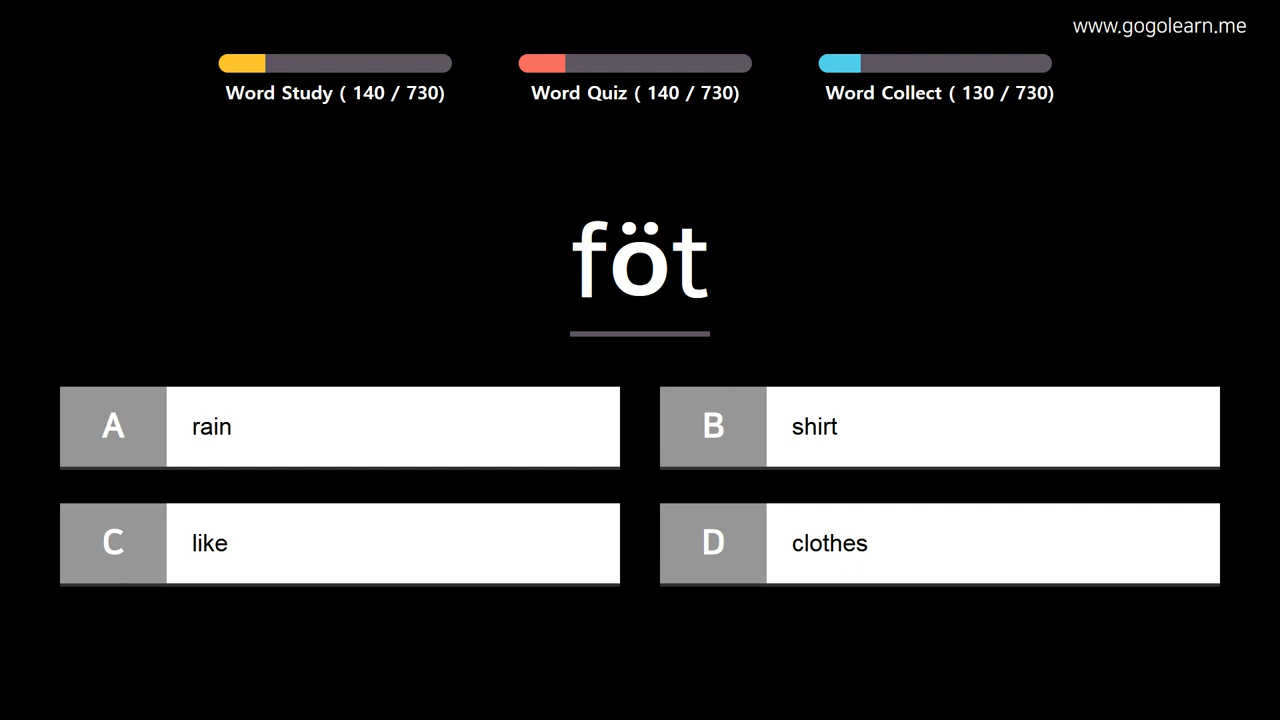 www.gogolearn.me
Word Study ( 140 / 730)
Word Quiz ( 140 / 730)
Word Collect ( 130 / 730)
föt
A rain
B shirt
C like
D clothes